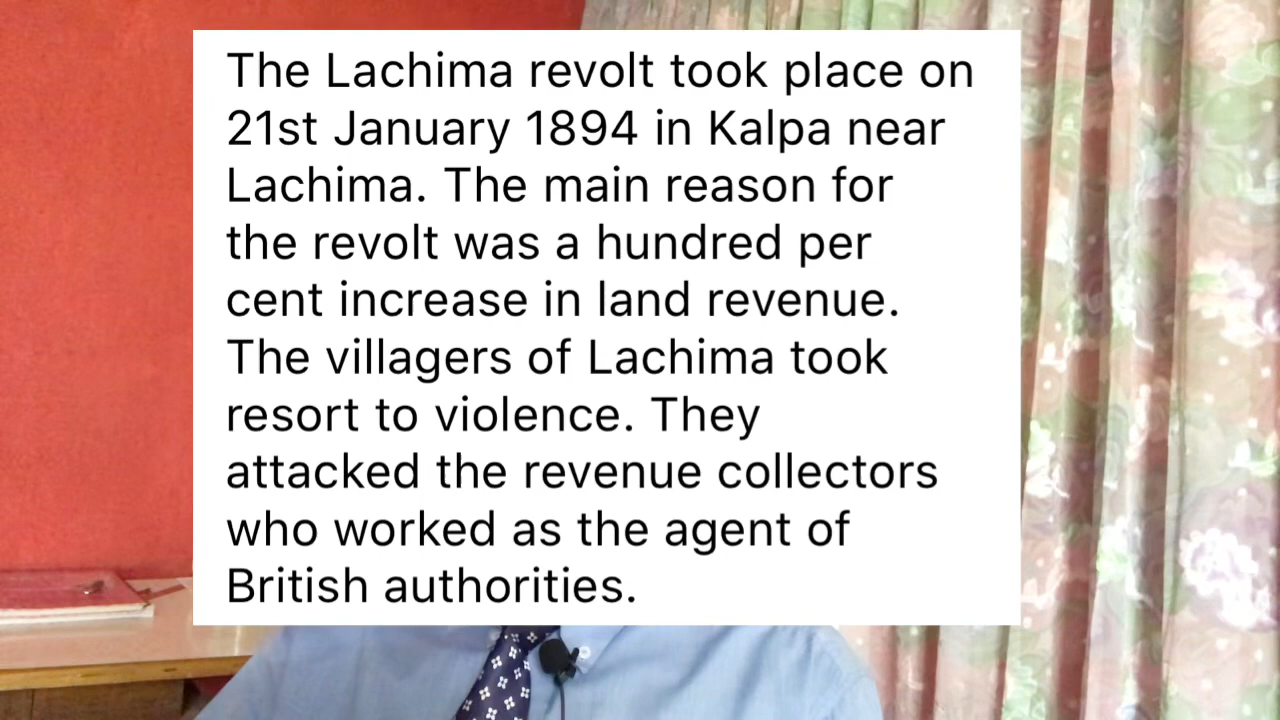 The Lachima revolt took place on
21st January 1894 in Kalpa near
Lachima. The main reason for
the revolt was a hundred per
cent increase in land revenue.
The villagers of Lachima took
resort to violence. They
attacked the revenue collectors
who worked as the agent of
British authorities.